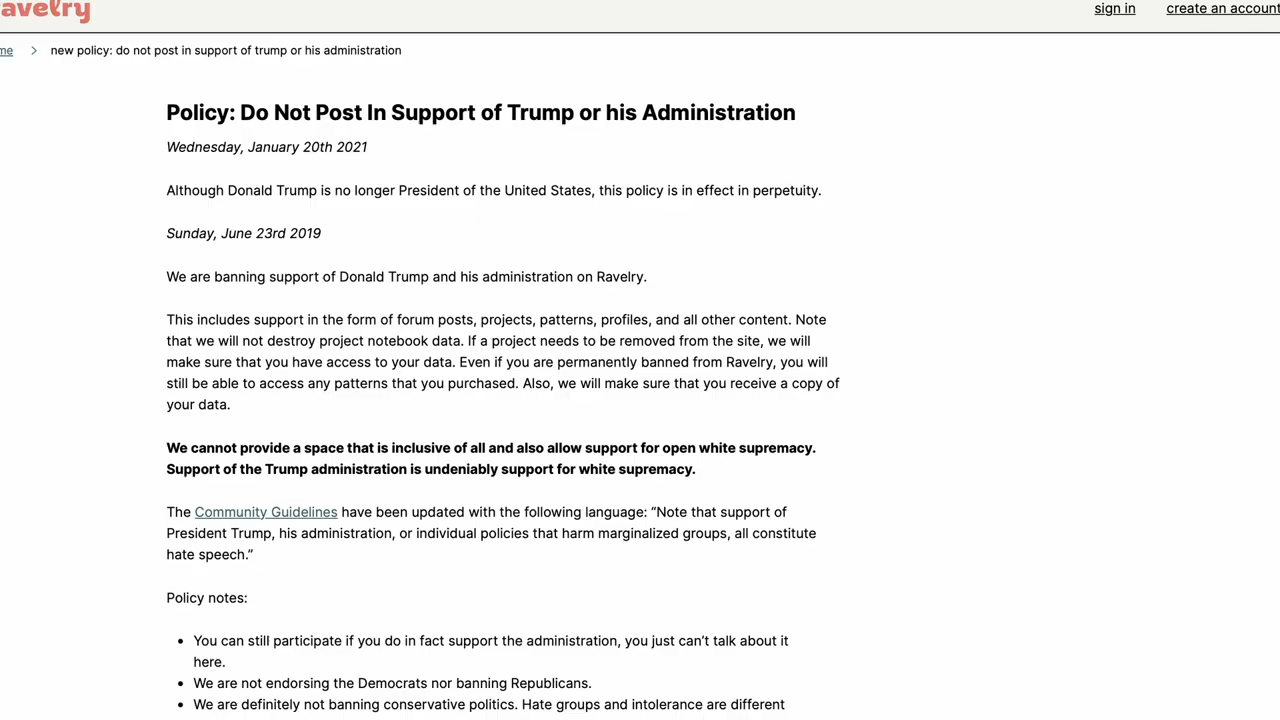 avelry
sign in
create an account
me > new policy: do not post in support of trump or his administration
Policy: Do Not Post In Support of Trump or his Administration
Wednesday, January 20th 2021
Although Donald Trump is no longer President of the United States, this policy is in effect in perpetuity.
Sunday, June 23rd 2019
We are banning support of Donald Trump and his administration on Ravelry.
This includes support in the form of forum posts, projects, patterns, profiles, and all other content. Note
that we will not destroy project notebook data. If a project needs to be removed from the site, we will
make sure that you have access to your data. Even if you are permanently banned from Ravelry, you will
still be able to access any patterns that you purchased. Also, we will make sure that you receive a copy of
your data.
We cannot provide a space that is inclusive of all and also allow support for open white supremacy.
Support of the Trump administration is undeniably support for white supremacy.
The Community Guidelines have been updated with the following language: “Note that support of
President Trump, his administration, or individual policies that harm marginalized groups, all constitute
hate speech.”
Policy notes:
• You can still participate if you do in fact support the administration, you just can’t talk about it
here.
• We are not endorsing the Democrats nor banning Republicans.
• We are definitely not banning conservative politics. Hate groups and intolerance are different